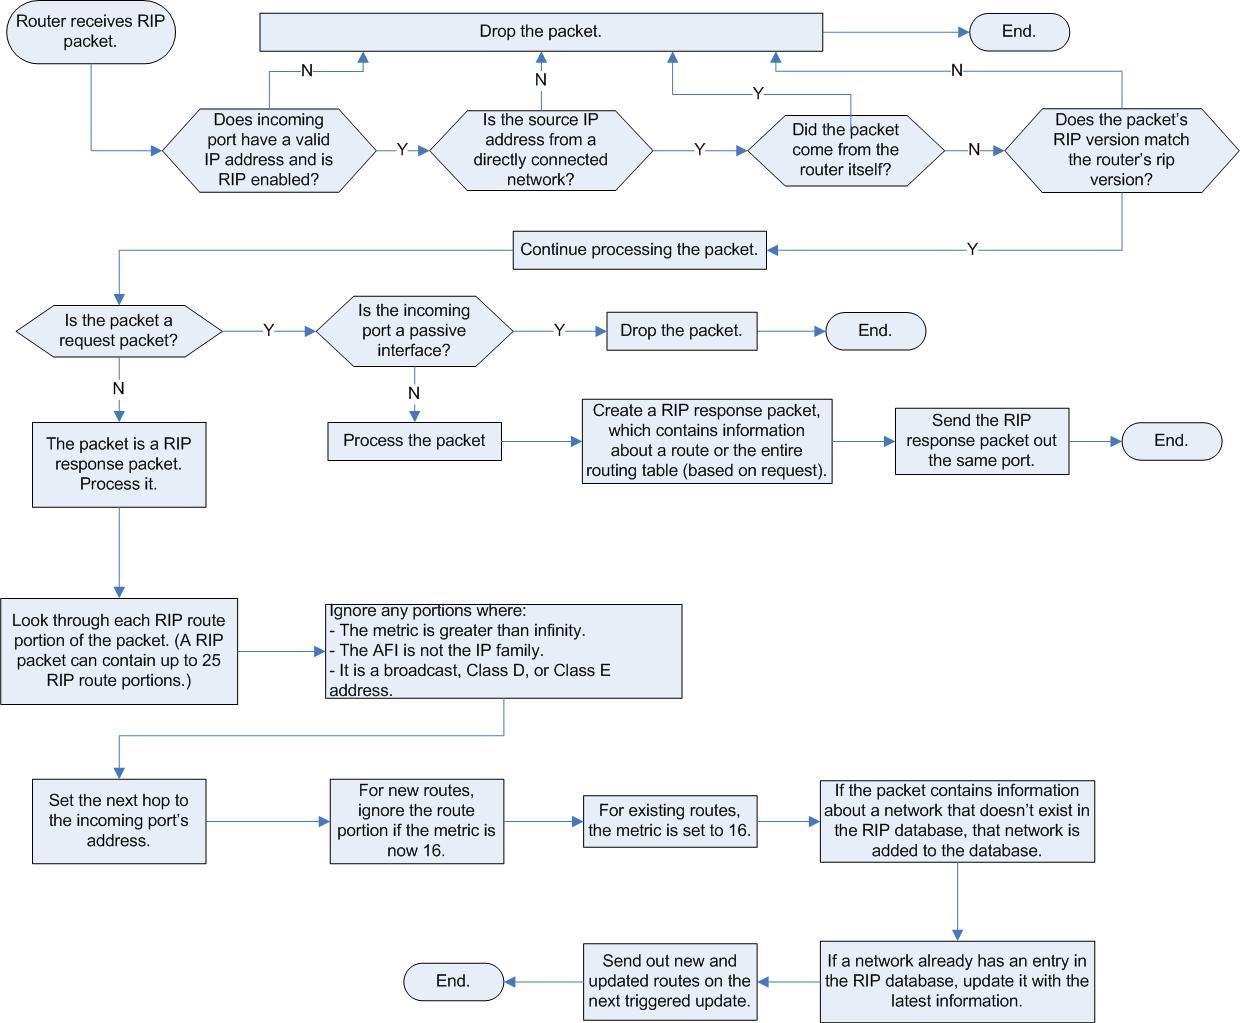 Router receives RIP
packet.
Drop the packet.
End.
N
N
Y
N
Does incoming
port have a valid
IP address and is
RIP enabled?
Y
Is the source IP
address from a
directly connected
network?
Y
Did the packet
come from the
router itself?
N
Does the packet's
RIP version match
the router's rip
version?
Continue processing the packet.
Y
Is the packet a
request packet?
Y
Is the incoming
port a passive
interface?
Y
Drop the packet.
End.
N
N
The packet is a RIP
response packet.
Process it.
Process the packet
Create a RIP response packet,
which contains information
about a route or the entire
routing table (based on request).
Send the RIP
response packet out
the same port.
End.
Look through each RIP route
portion of the packet. (A RIP
packet can contain up to 25
RIP route portions.)
Ignore any portions where:
- The metric is greater than infinity.
- The AFI is not the IP family.
- It is a broadcast, Class D, or Class E
address.
Set the next hop to
the incoming port's
address.
For new routes,
ignore the route
portion if the metric is
now 16.
For existing routes,
the metric is set to 16.
If the packet contains information
about a network that doesn't exist in
the RIP database, that network is
added to the database.
If a network already has an entry in
the RIP database, update it with the
latest information.
Send out new and
updated routes on the
next triggered update.
End.